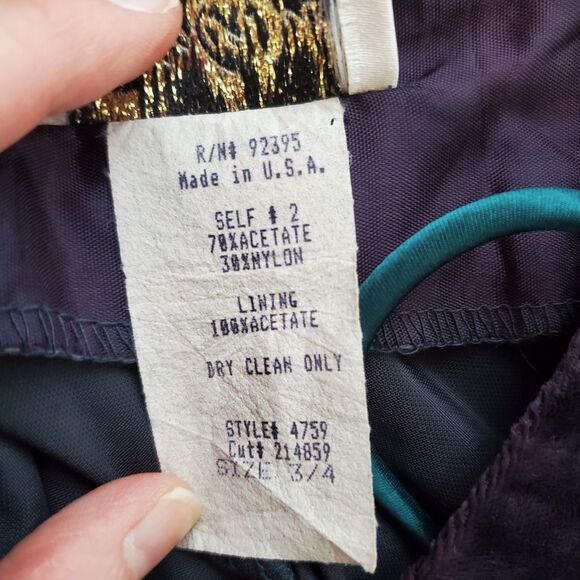 R/N# 92395
Made in U.S.A.
SELF # 2
70%ACETATE
30%NYLON
LINING
100%ACETATE
DRY CLEAN ONLY
STYLE# 4759
Cut# 214859
SIZE 3/4